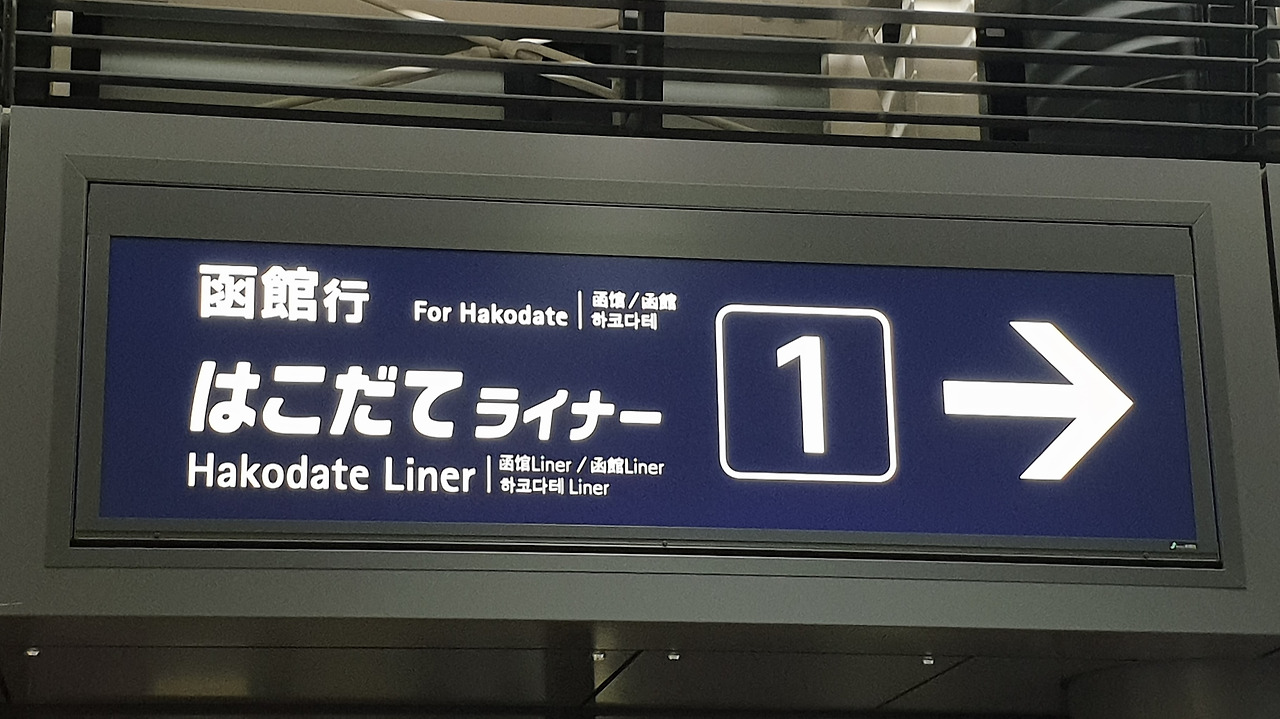 函館行 For Hakodate 函馆/函館
하코다테
はこだてライナー
Hakodate Liner 函馆Liner/函館Liner
하코다테 Liner
1